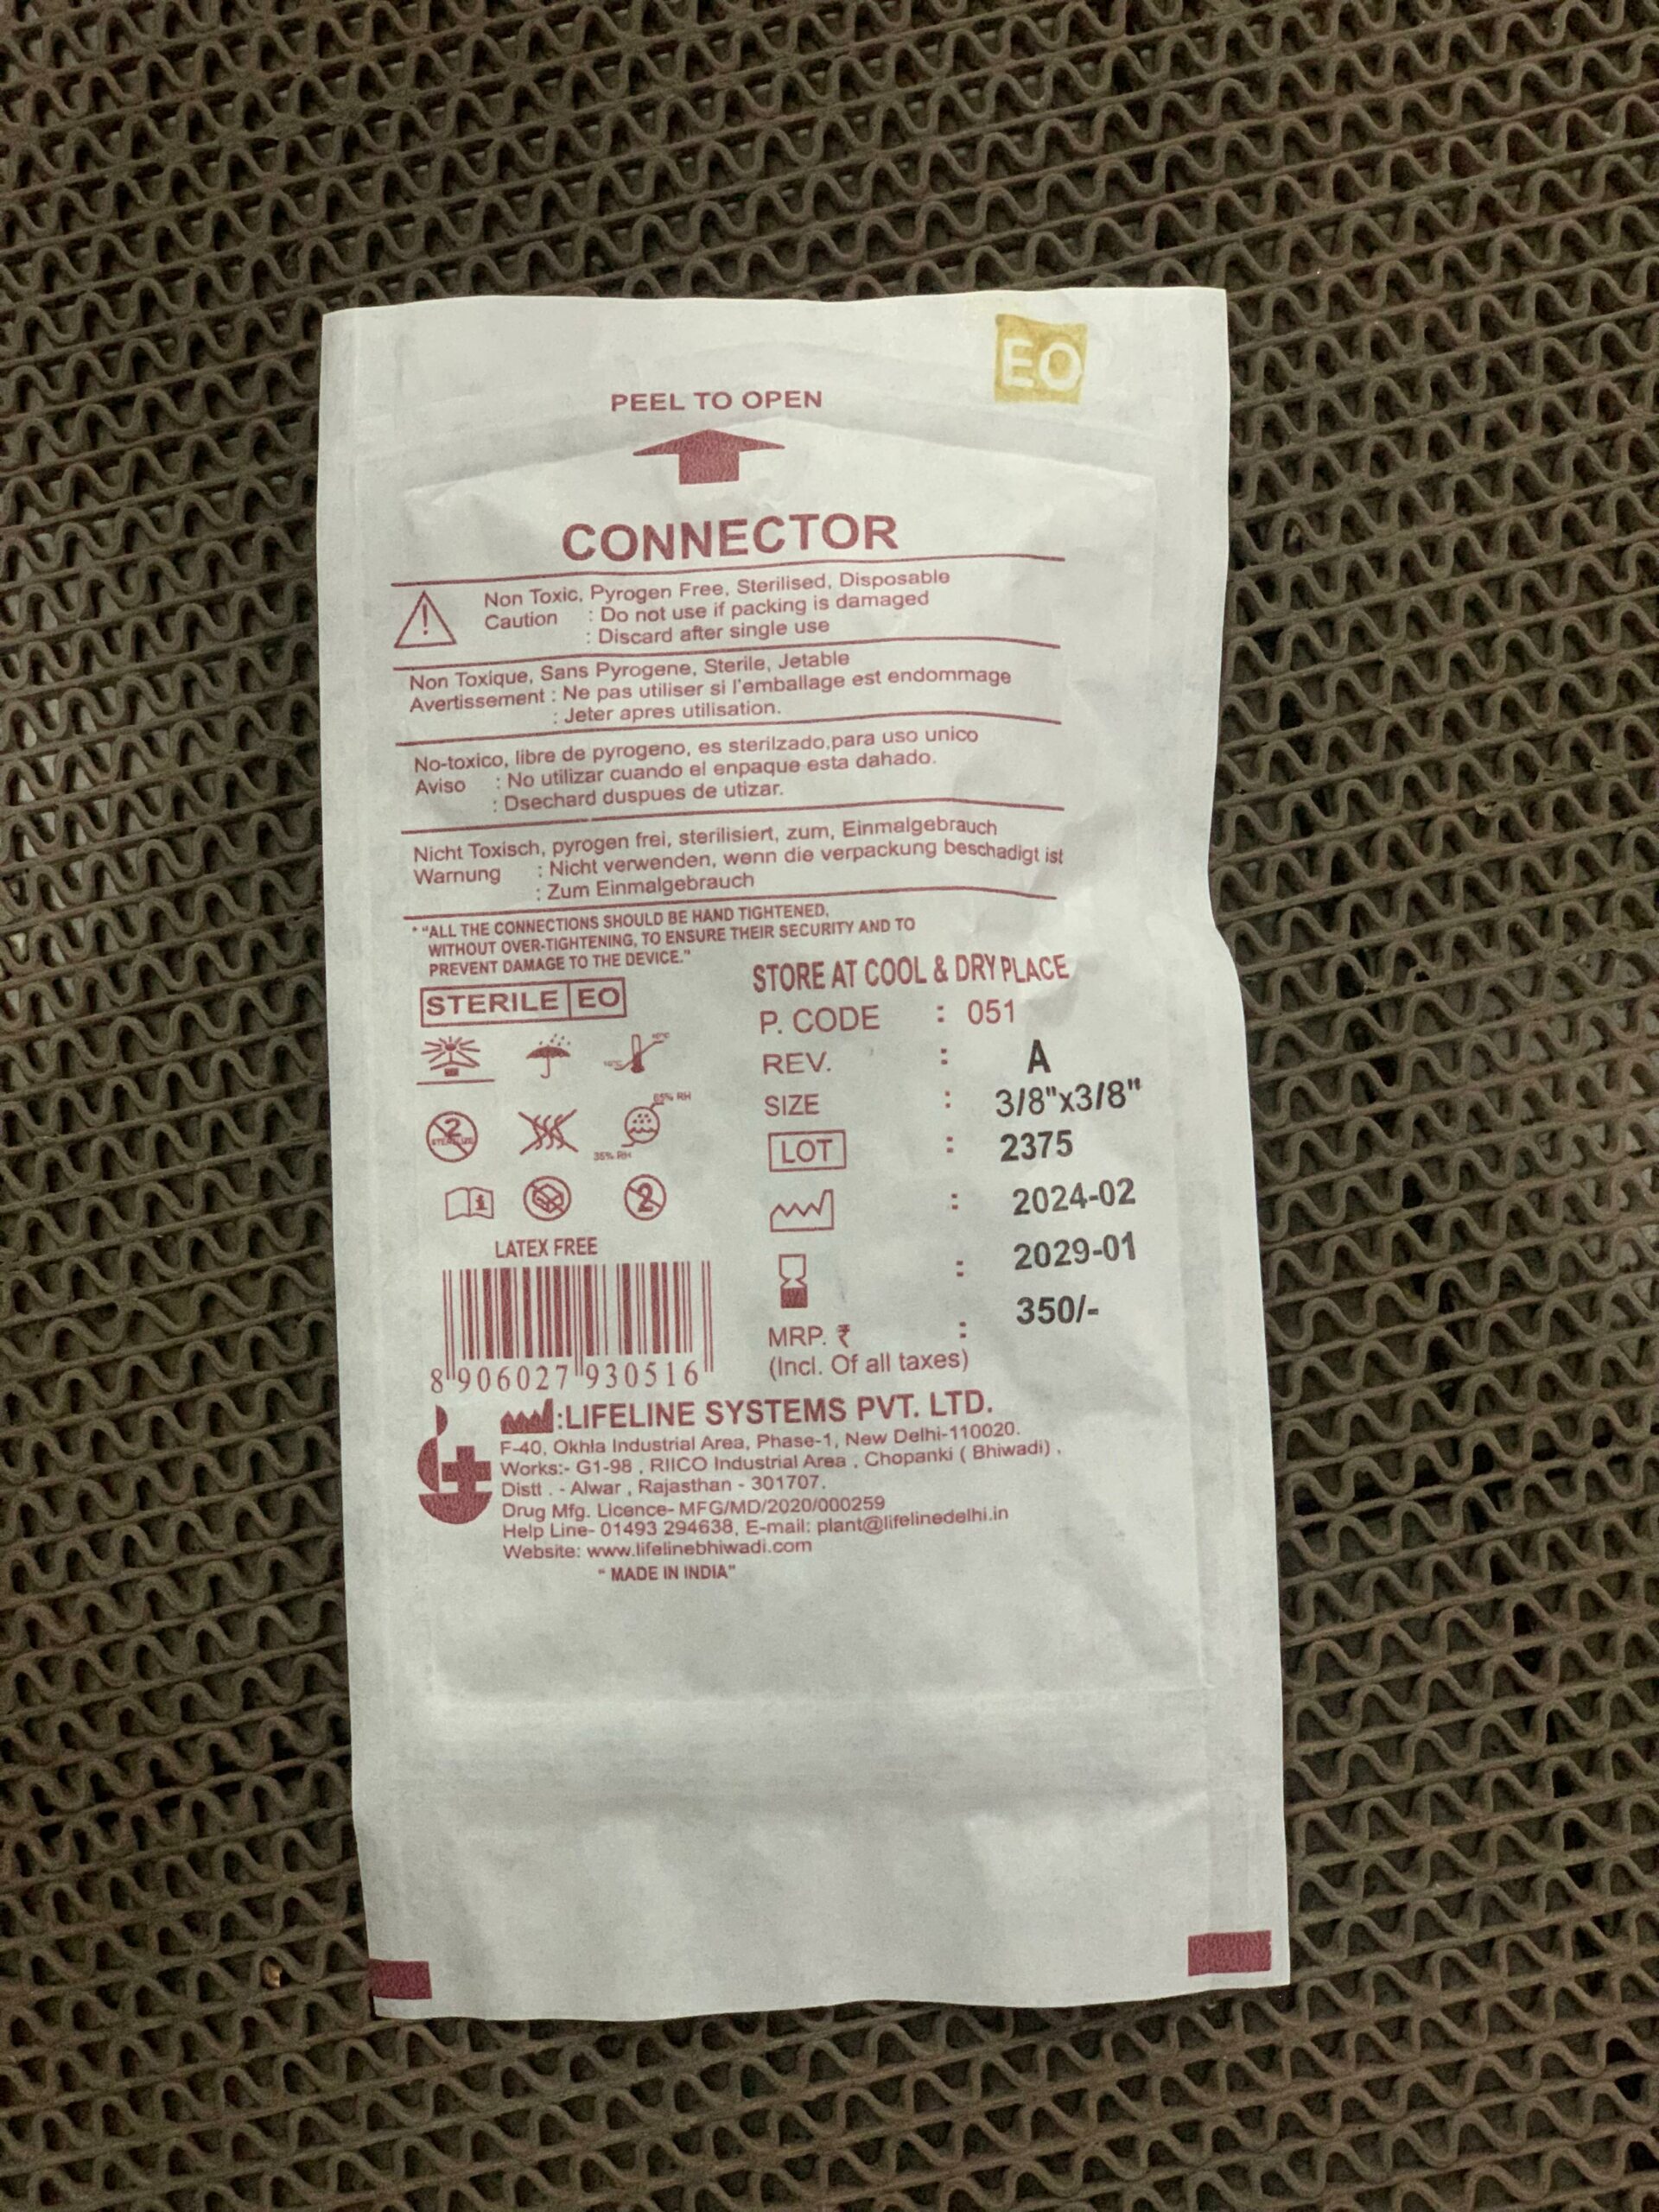 EO
PEEL TO OPEN
CONNECTOR
Non Toxic, Pyrogen Free, Sterilised, Disposable
Caution : Do not use if packing is damaged
: Discard after single use
Non Toxique, Sans Pyrogene, Sterile, Jetable
Avertissement : Ne pas utiliser si l'emballage est endommage
: Jeter apres utilisation.
No-toxico, libre de pyrogeno, es sterilzado,para uso unico
Aviso : No utilizar cuando el enpaque esta dahado.
: Dsechard duspues de utizar.
Nicht Toxisch, pyrogen frei, sterilisiert, zum, Einmalgebrauch
Warnung : Nicht verwenden, wenn die verpackung beschadigt ist
: Zum Einmalgebrauch
* "ALL THE CONNECTIONS SHOULD BE HAND TIGHTENED,
WITHOUT OVER-TIGHTENING, TO ENSURE THEIR SECURITY AND TO
PREVENT DAMAGE TO THE DEVICE."
STERILE EO
65% RH
2
35% RH
2
LATEX FREE
8 906027 930516
STORE AT COOL & DRY PLACE
P. CODE : 051
REV. : A
SIZE : 3/8"x3/8"
LOT : 2375
: 2024-02
: 2029-01
MRP. ₹ : 350/-
(Incl. Of all taxes)
:LIFELINE SYSTEMS PVT. LTD.
F-40, Okhla Industrial Area, Phase-1, New Delhi-110020.
Works:- G1-98 , RIICO Industrial Area , Chopanki ( Bhiwadi) ,
Distt . - Alwar , Rajasthan - 301707.
Drug Mfg. Licence- MFG/MD/2020/000259
Help Line- 01493 294638, E-mail: plant@lifelinedelhi.in
Website: www.lifelinebhiwadi.com
" MADE IN INDIA"